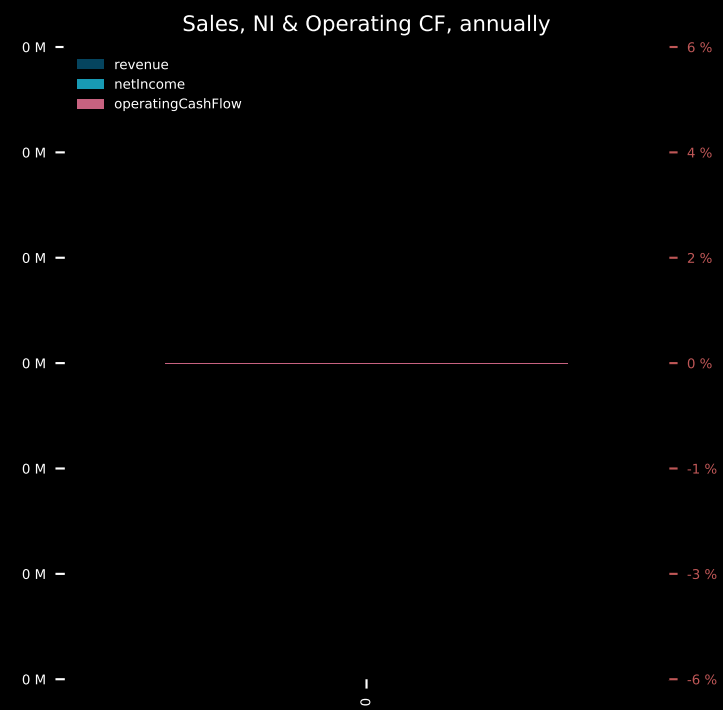 Sales, NI & Operating CF, annually
0 M
6 %
revenue
netIncome
operatingCashFlow
0 M
4 %
0 M
2 %
0 M
0 %
0 M
-1 %
0 M
-3 %
0 M
-6 %
0